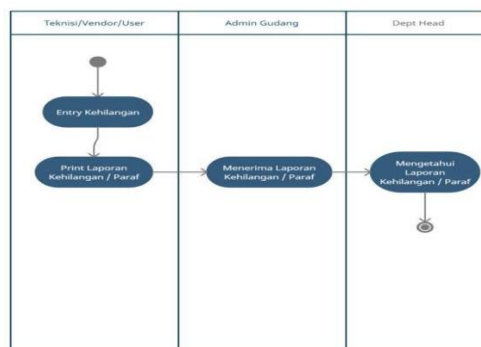 Teknisi/Vendor/User
Admin Gudang
Dept Head
Entry Kehilangan
Print Laporan
Kehilangan / Paraf
Menerima Laporan
Kehilangan / Paraf
Mengetahui
Laporan
Kehilangan / Paraf